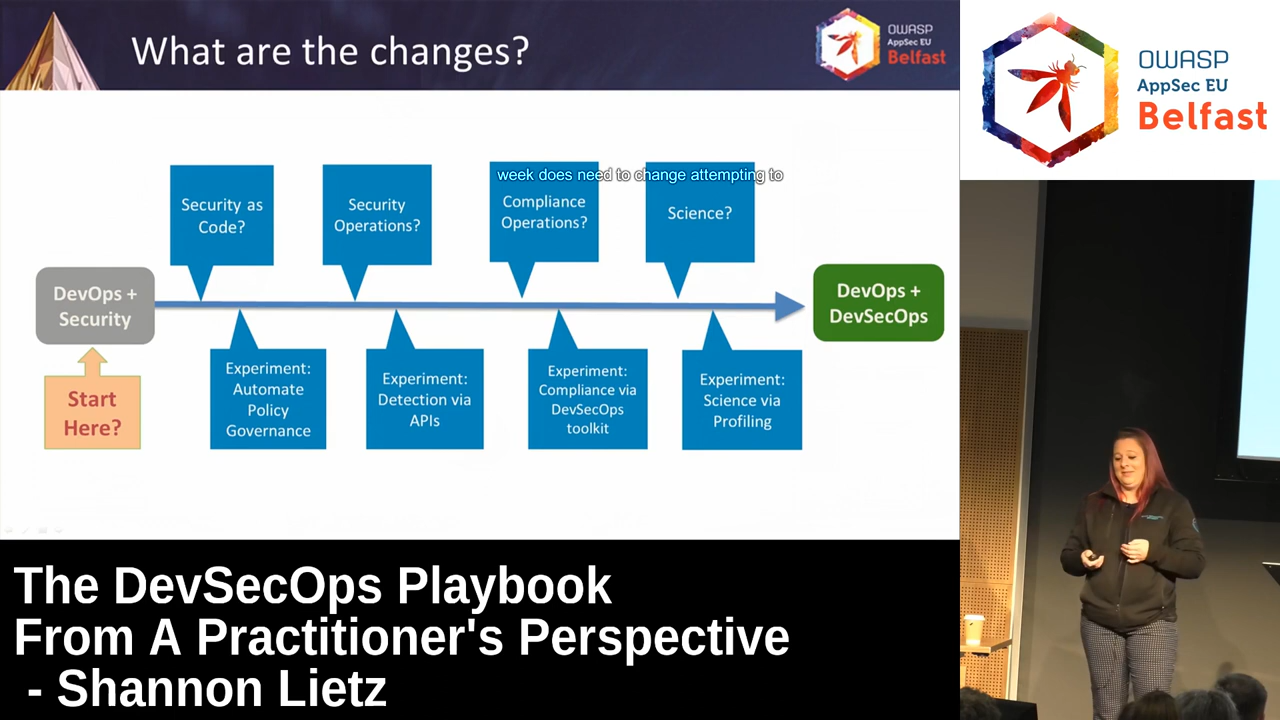 What are the changes?
OWASP
AppSec EU
Belfast
OWASP
AppSec EU
Belfast
week does need to change attempting to
Security as
Code?
Security
Operations?
Compliance
Operations?
Science?
DevOps +
Security
DevOps +
DevSecOps
Start
Here?
Experiment:
Automate
Policy
Governance
Experiment:
Detection via
APIs
Experiment:
Compliance via
DevSecOps
toolkit
Experiment:
Science via
Profiling
The DevSecOps Playbook
From A Practitioner's Perspective
- Shannon Lietz